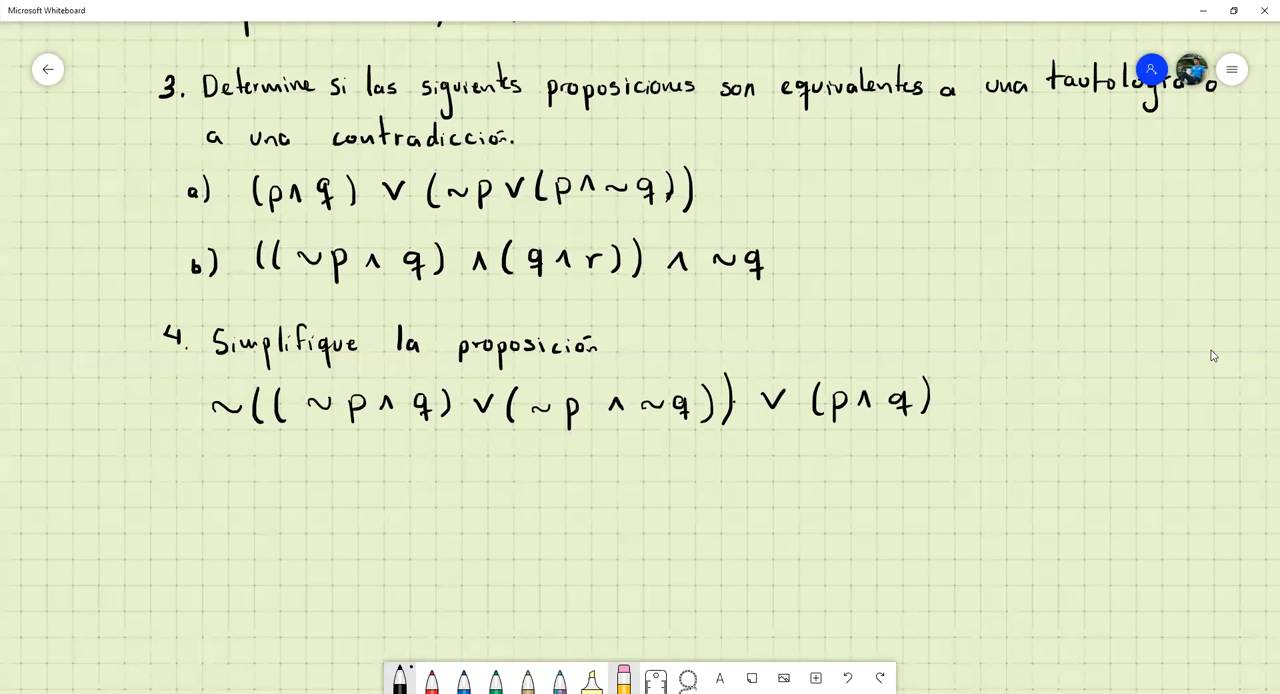 Microsoft Whiteboard
3. Determine si las siguientes proposiciones son equivalentes a una tautología o
a una contradicción.
a) (p ∧ q) ∨ (~p ∨ (p ∧ ~q))
b) ((~p ∧ q) ∧ (q ∧ r)) ∧ ~q
4. Simplifique la proposición
~((~p ∧ q) ∨ (~p ∧ ~q)) ∨ (p ∧ q)
A